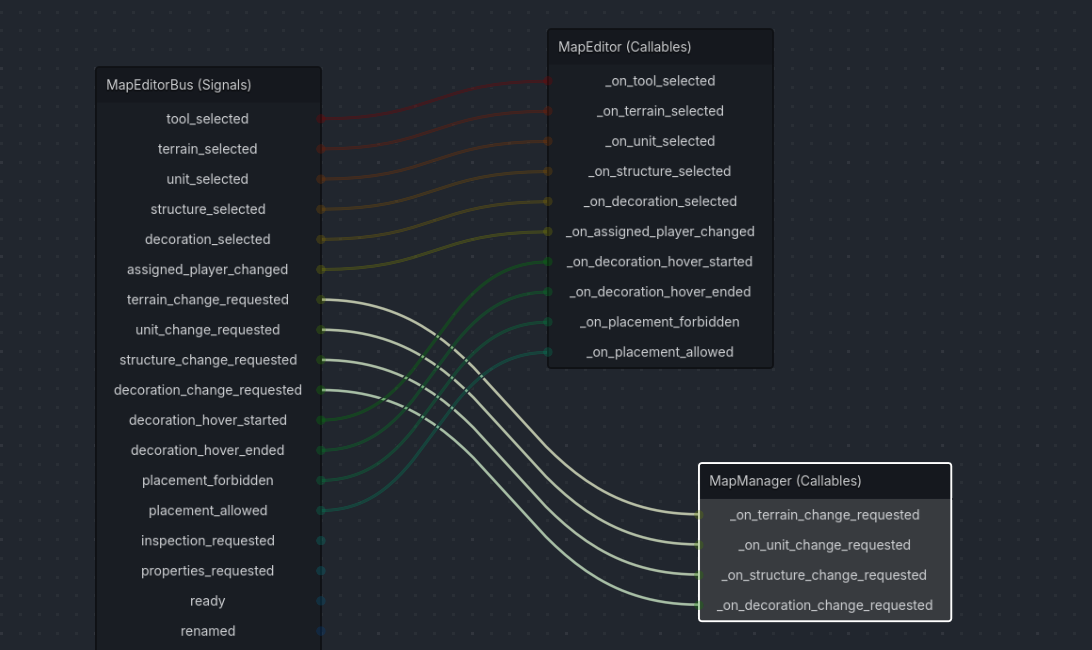 MapEditorBus (Signals)
tool_selected
terrain_selected
unit_selected
structure_selected
decoration_selected
assigned_player_changed
terrain_change_requested
unit_change_requested
structure_change_requested
decoration_change_requested
decoration_hover_started
decoration_hover_ended
placement_forbidden
placement_allowed
inspection_requested
properties_requested
ready
renamed
MapEditor (Callables)
_on_tool_selected
_on_terrain_selected
_on_unit_selected
_on_structure_selected
_on_decoration_selected
_on_assigned_player_changed
_on_decoration_hover_started
_on_decoration_hover_ended
_on_placement_forbidden
_on_placement_allowed
MapManager (Callables)
_on_terrain_change_requested
_on_unit_change_requested
_on_structure_change_requested
_on_decoration_change_requested